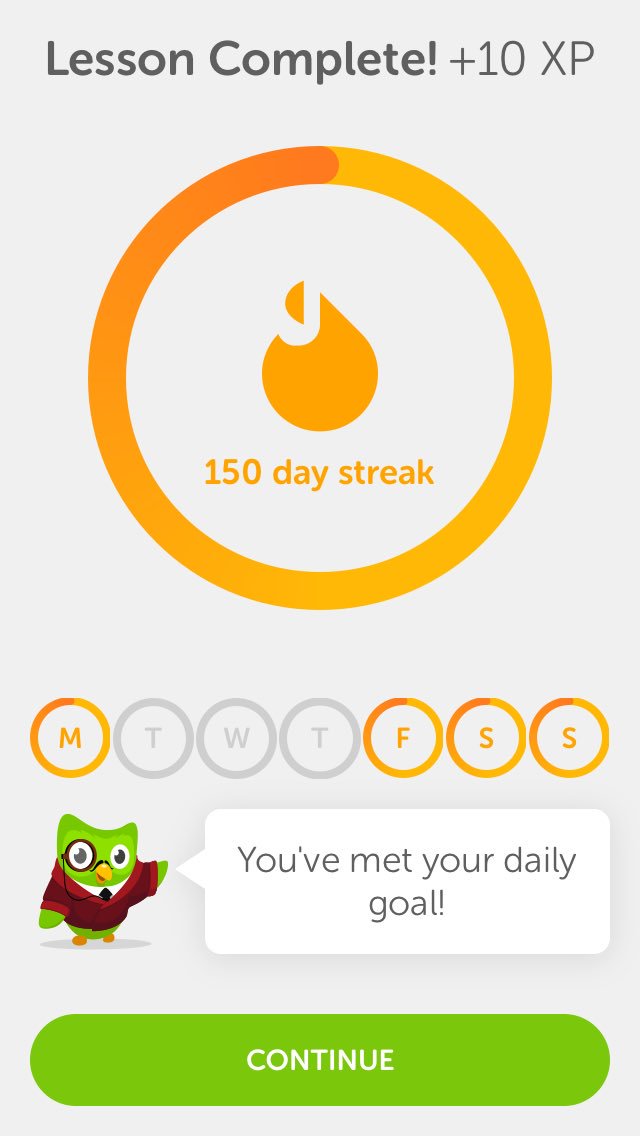 Lesson Complete! +10 XP
150 day streak
M T W T F S S
You've met your daily
goal!
CONTINUE